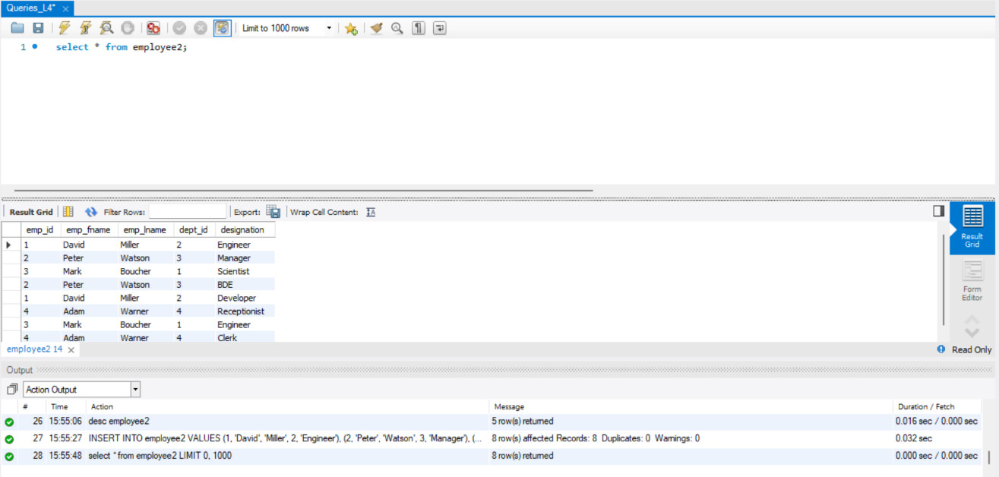 Queries_L4*
Limit to 1000 rows
1 select * from employee2;
Result Grid Filter Rows: Export: Wrap Cell Content: IA
emp_id emp_fname emp_lname dept_id designation
1 David Miller 2 Engineer
2 Peter Watson 3 Manager
3 Mark Boucher 1 Scientist
2 Peter Watson 3 BDE
1 David Miller 2 Developer
4 Adam Warner 4 Receptionist
3 Mark Boucher 1 Engineer
4 Adam Warner 4 Clerk
Result
Grid
Form
Editor
employee2 14
Read Only
Output
Action Output
# Time Action Message Duration / Fetch
26 15:55:06 desc employee2 5 row(s) returned 0.016 sec / 0.000 sec
27 15:55:27 INSERT INTO employee2 VALUES (1, 'David', 'Miller', 2, 'Engineer'), (2, 'Peter', 'Watson', 3, 'Manager'), (... 8 row(s) affected Records: 8 Duplicates: 0 Warnings: 0 0.032 sec
28 15:55:48 select * from employee2 LIMIT 0, 1000 8 row(s) returned 0.000 sec / 0.000 sec